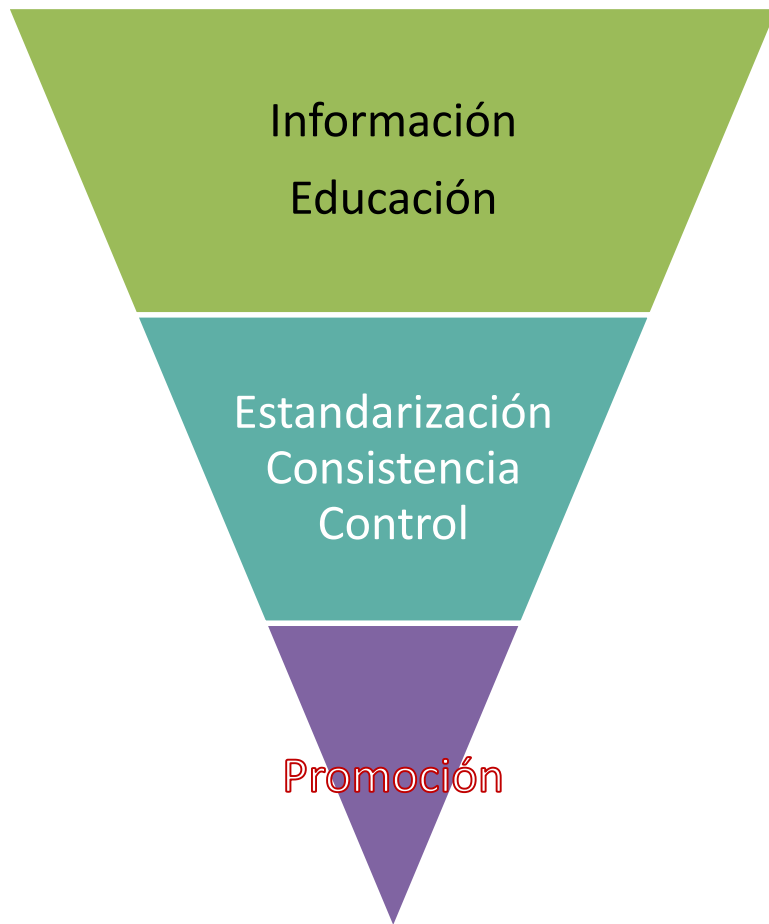 Información
Educación
Estandarización
Consistencia
Control
Promoción